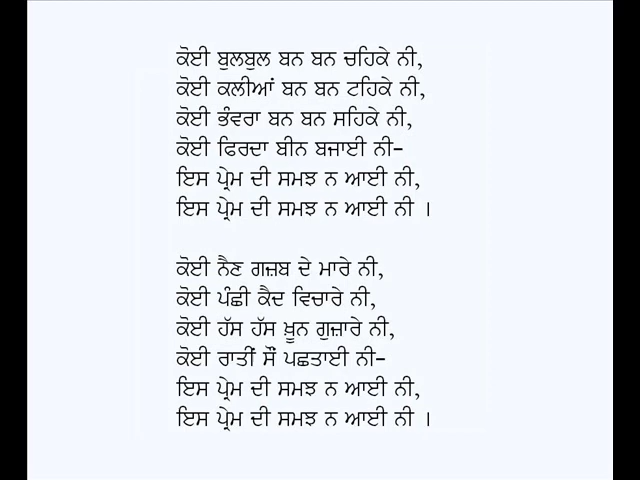 ਕੋਈ ਬੁਲਬੁਲ ਬਨ ਬਨ ਚਹਿਕੇ ਨੀ,
ਕੋਈ ਕਲੀਆਂ ਬਨ ਬਨ ਟਹਿਕੇ ਨੀ,
ਕੋਈ ਭੰਵਰਾ ਬਨ ਬਨ ਸਹਿਕੇ ਨੀ,
ਕੋਈ ਫਿਰਦਾ ਬੀਨ ਬਜਾਈ ਨੀ-
ਇਸ ਪ੍ਰੇਮ ਦੀ ਸਮਝ ਨ ਆਈ ਨੀ,
ਇਸ ਪ੍ਰੇਮ ਦੀ ਸਮਝ ਨ ਆਈ ਨੀ ।
ਕੋਈ ਨੈਣ ਗਜ਼ਬ ਦੇ ਮਾਰੇ ਨੀ,
ਕੋਈ ਪੰਛੀ ਕੈਦ ਵਿਚਾਰੇ ਨੀ,
ਕੋਈ ਹੱਸ ਹੱਸ ਖ਼ੂਨ ਗੁਜ਼ਾਰੇ ਨੀ,
ਕੋਈ ਰਾਤੀਂ ਸੌਂ ਪਛਤਾਈ ਨੀ-
ਇਸ ਪ੍ਰੇਮ ਦੀ ਸਮਝ ਨ ਆਈ ਨੀ,
ਇਸ ਪ੍ਰੇਮ ਦੀ ਸਮਝ ਨ ਆਈ ਨੀ ।